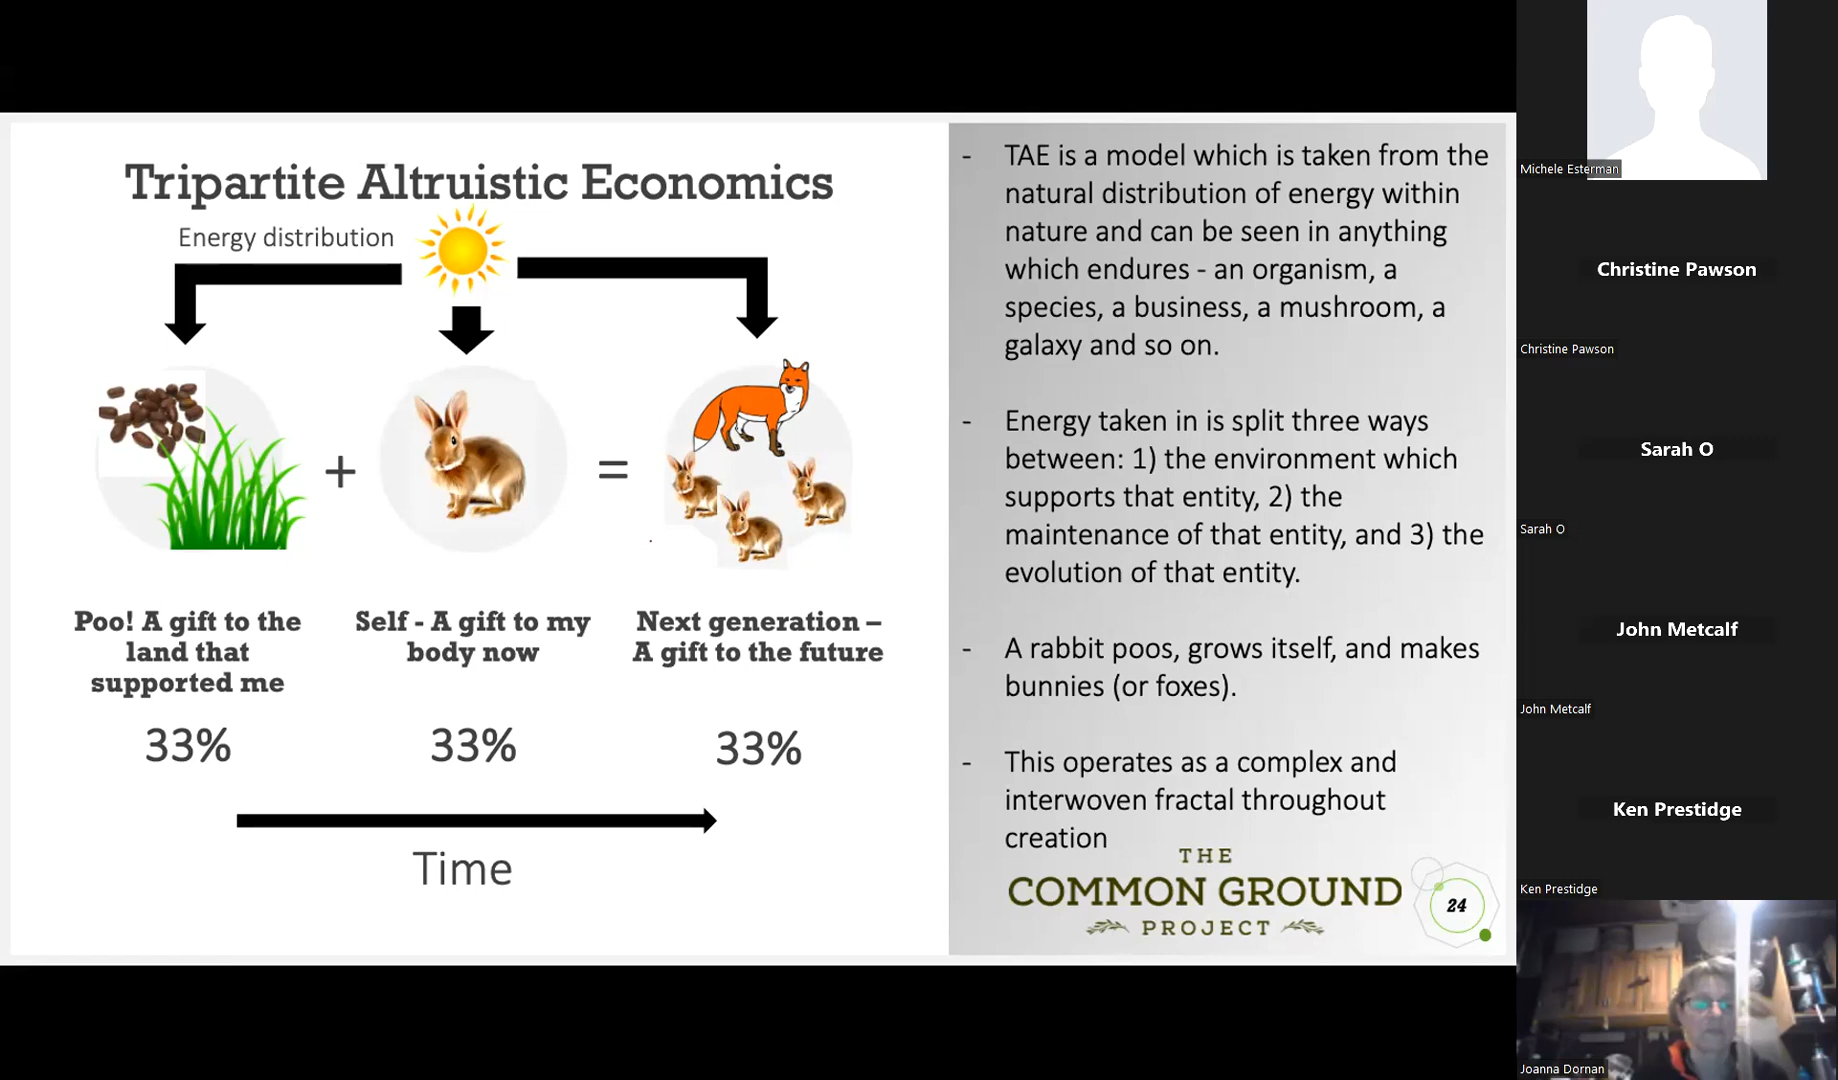 Tripartite Altruistic Economics
Energy distribution
+
=
Poo! A gift to the
land that
supported me
33%
Self - A gift to my
body now
33%
Next generation –
A gift to the future
33%
Time
- TAE is a model which is taken from the
natural distribution of energy within
nature and can be seen in anything
which endures - an organism, a
species, a business, a mushroom, a
galaxy and so on.
- Energy taken in is split three ways
between: 1) the environment which
supports that entity, 2) the
maintenance of that entity, and 3) the
evolution of that entity.
- A rabbit poos, grows itself, and makes
bunnies (or foxes).
- This operates as a complex and
interwoven fractal throughout
creation
THE
COMMON GROUND
PROJECT
24
Michele Esterman
Christine Pawson
Christine Pawson
Sarah O
Sarah O
John Metcalf
John Metcalf
Ken Prestidge
Ken Prestidge
Joanna Dornan